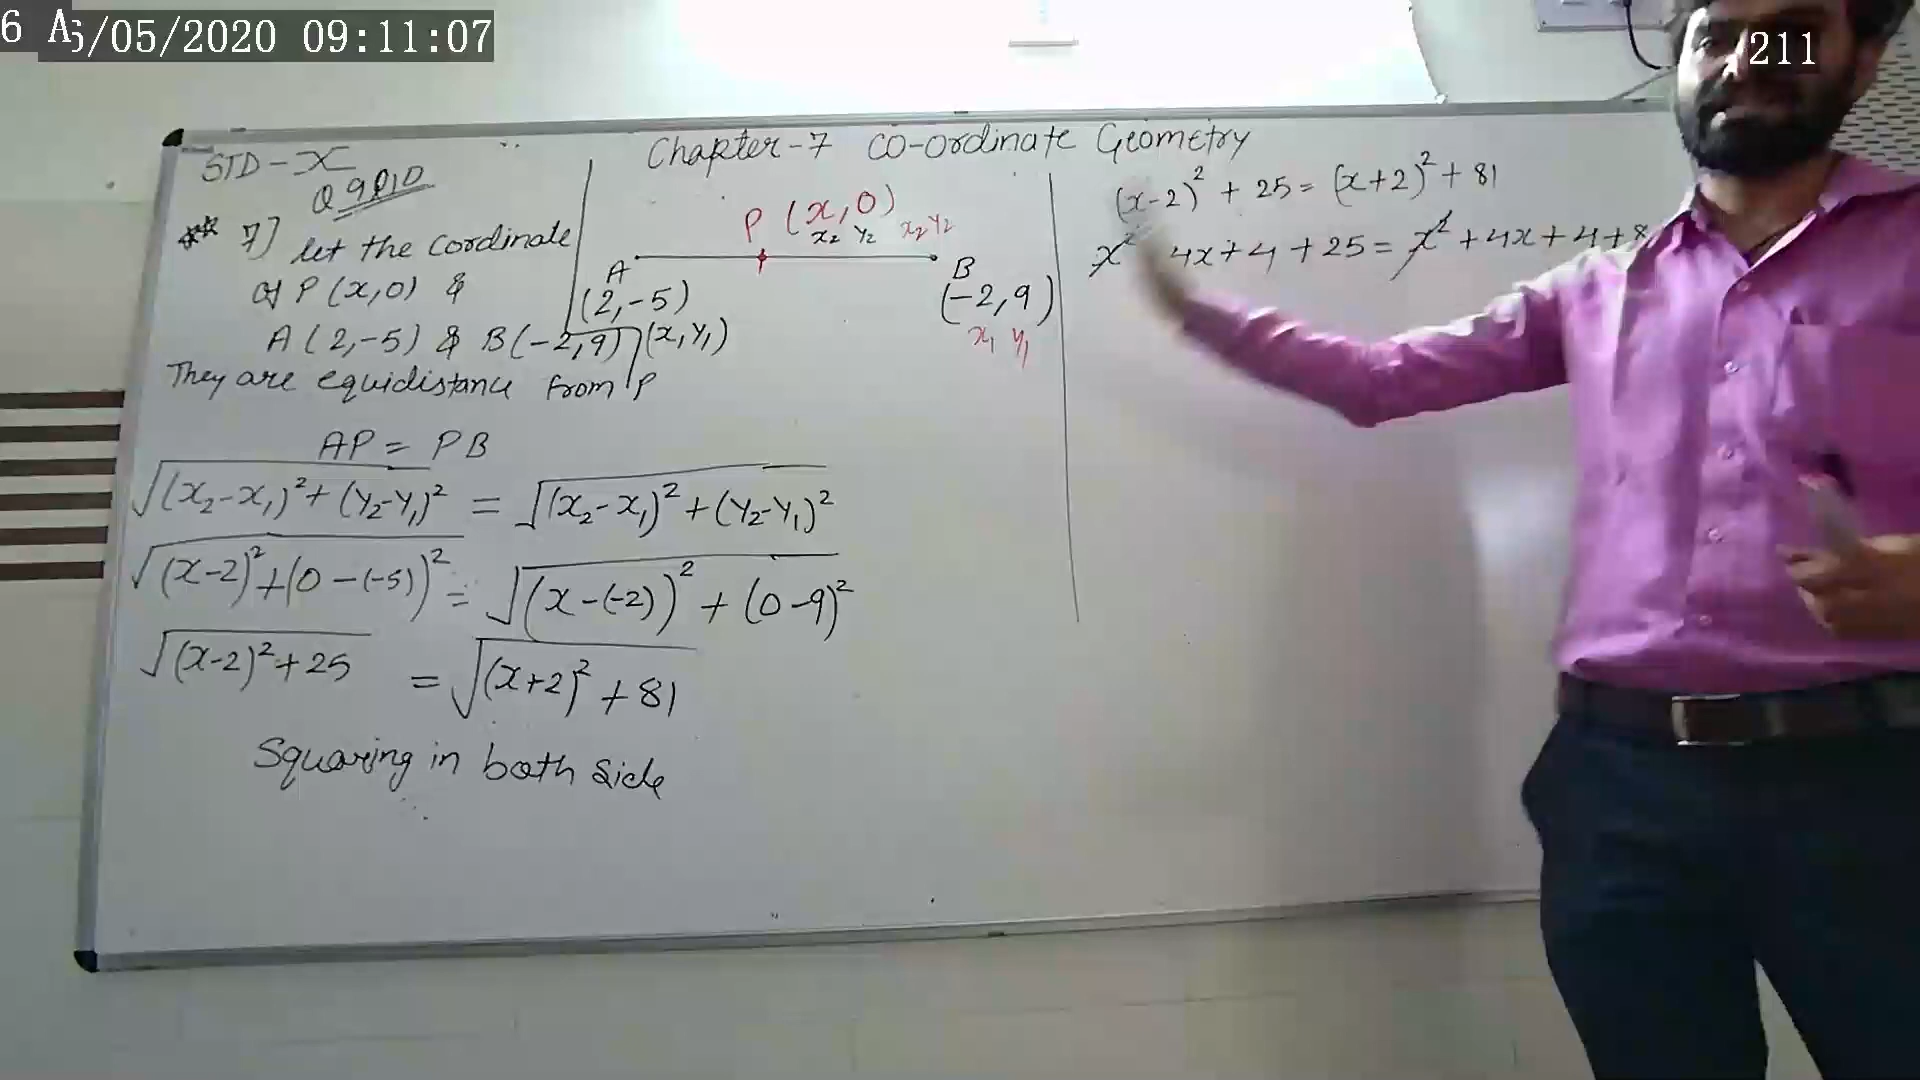 6 A
5/05/2020 09:11:07
211
Chapter-7 CO-Ordinate Geometry
STD-X
Q 9, 10
** 7] let the Cordinate
of P (x,0) &
A (2,-5) & B(-2,9)
They are equidistance from P
AP = PB
√(x₂-x₁)²+(y₂-y₁)² = √(x₂-x₁)²+(y₂-y₁)²
√(x-2)²+(0-(-5))² = √(x-(-2))²+(0-9)²
√(x-2)²+25 = √(x+2)²+81
Squaring in both side
P (x,0)
x₂ y₂ x₂ y₂
A B
(2,-5) (-2,9)
(x₁y₁) x₁ y₁
(x-2)²+25=(x+2)²+81
x² 4x+4+25=x²+4x+4+8